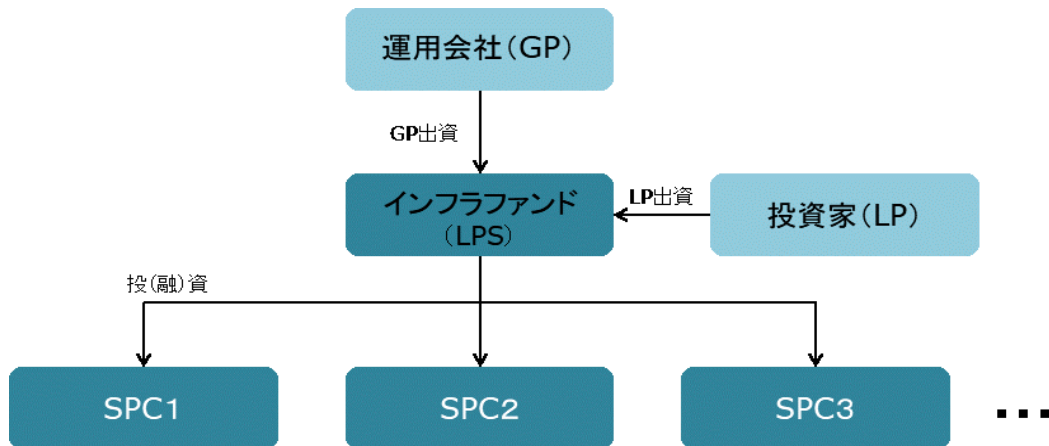 運用会社(GP)
GP出資
インフラファンド
(LPS)
LP出資
投資家(LP)
投(融)資
SPC1
SPC2
SPC3
...